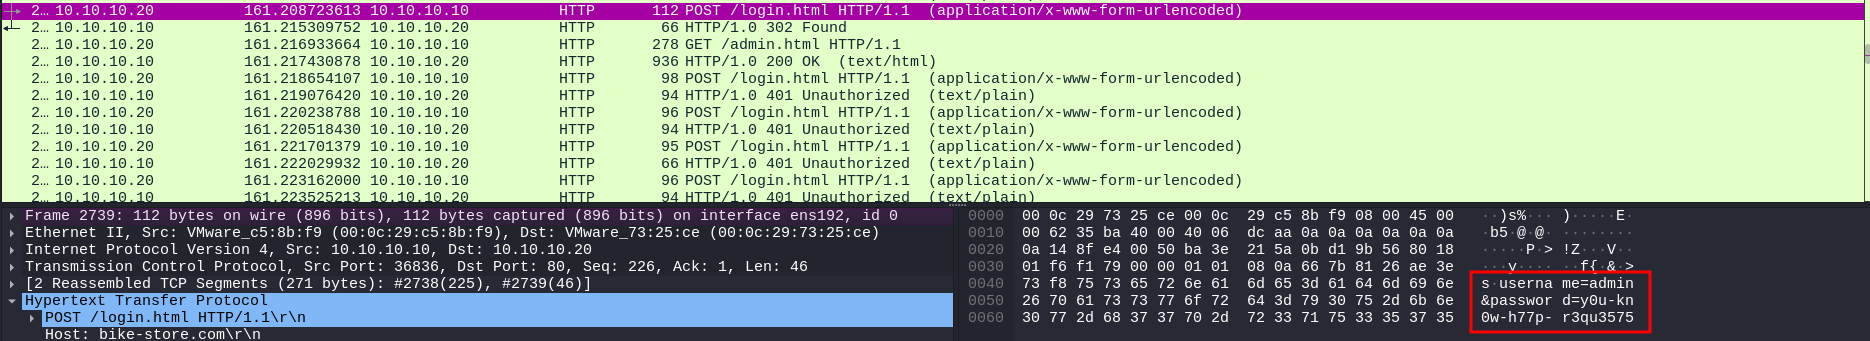 2… 10.10.10.20 161.208723613 10.10.10.10 HTTP 112 POST /login.html HTTP/1.1 (application/x-www-form-urlencoded)
2… 10.10.10.10 161.215309752 10.10.10.20 HTTP 66 HTTP/1.0 302 Found
2… 10.10.10.20 161.216933664 10.10.10.10 HTTP 278 GET /admin.html HTTP/1.1
2… 10.10.10.10 161.217430878 10.10.10.20 HTTP 936 HTTP/1.0 200 OK (text/html)
2… 10.10.10.20 161.218654107 10.10.10.10 HTTP 98 POST /login.html HTTP/1.1 (application/x-www-form-urlencoded)
2… 10.10.10.10 161.219076420 10.10.10.20 HTTP 94 HTTP/1.0 401 Unauthorized (text/plain)
2… 10.10.10.20 161.220238788 10.10.10.10 HTTP 96 POST /login.html HTTP/1.1 (application/x-www-form-urlencoded)
2… 10.10.10.10 161.220518430 10.10.10.20 HTTP 94 HTTP/1.0 401 Unauthorized (text/plain)
2… 10.10.10.20 161.221701379 10.10.10.10 HTTP 95 POST /login.html HTTP/1.1 (application/x-www-form-urlencoded)
2… 10.10.10.10 161.222029932 10.10.10.20 HTTP 66 HTTP/1.0 401 Unauthorized (text/plain)
2… 10.10.10.20 161.223162000 10.10.10.10 HTTP 96 POST /login.html HTTP/1.1 (application/x-www-form-urlencoded)
2… 10.10.10.10 161.223525213 10.10.10.20 HTTP 94 HTTP/1.0 401 Unauthorized (text/plain)
Frame 2739: 112 bytes on wire (896 bits), 112 bytes captured (896 bits) on interface ens192, id 0
Ethernet II, Src: VMware_c5:8b:f9 (00:0c:29:c5:8b:f9), Dst: VMware_73:25:ce (00:0c:29:73:25:ce)
Internet Protocol Version 4, Src: 10.10.10.10, Dst: 10.10.10.20
Transmission Control Protocol, Src Port: 36836, Dst Port: 80, Seq: 226, Ack: 1, Len: 46
[2 Reassembled TCP Segments (271 bytes): #2738(225), #2739(46)]
Hypertext Transfer Protocol
POST /login.html HTTP/1.1\r\n
Host: bike-store.com\r\n
0000 00 0c 29 73 25 ce 00 0c 29 c5 8b f9 08 00 45 00 ··)s%··· )·····E·
0010 00 62 35 ba 40 00 40 06 dc aa 0a 0a 0a 0a 0a 0a ·b5·@·@· ········
0020 0a 14 8f e4 00 50 ba 3e 21 5a 0b d1 9b 56 80 18 ·····P·> !Z···V··
0030 01 f6 f1 79 00 00 01 01 08 0a 66 7b 81 26 ae 3e ···y···· ··f{·&·>
0040 73 f8 75 73 65 72 6e 61 6d 65 3d 61 64 6d 69 6e s·userna me=admin
0050 26 70 61 73 73 77 6f 72 64 3d 79 30 75 2d 6b 6e &passwor d=y0u-kn
0060 30 77 2d 68 37 37 70 2d 72 33 71 75 33 35 37 35 0w-h77p- r3qu3575